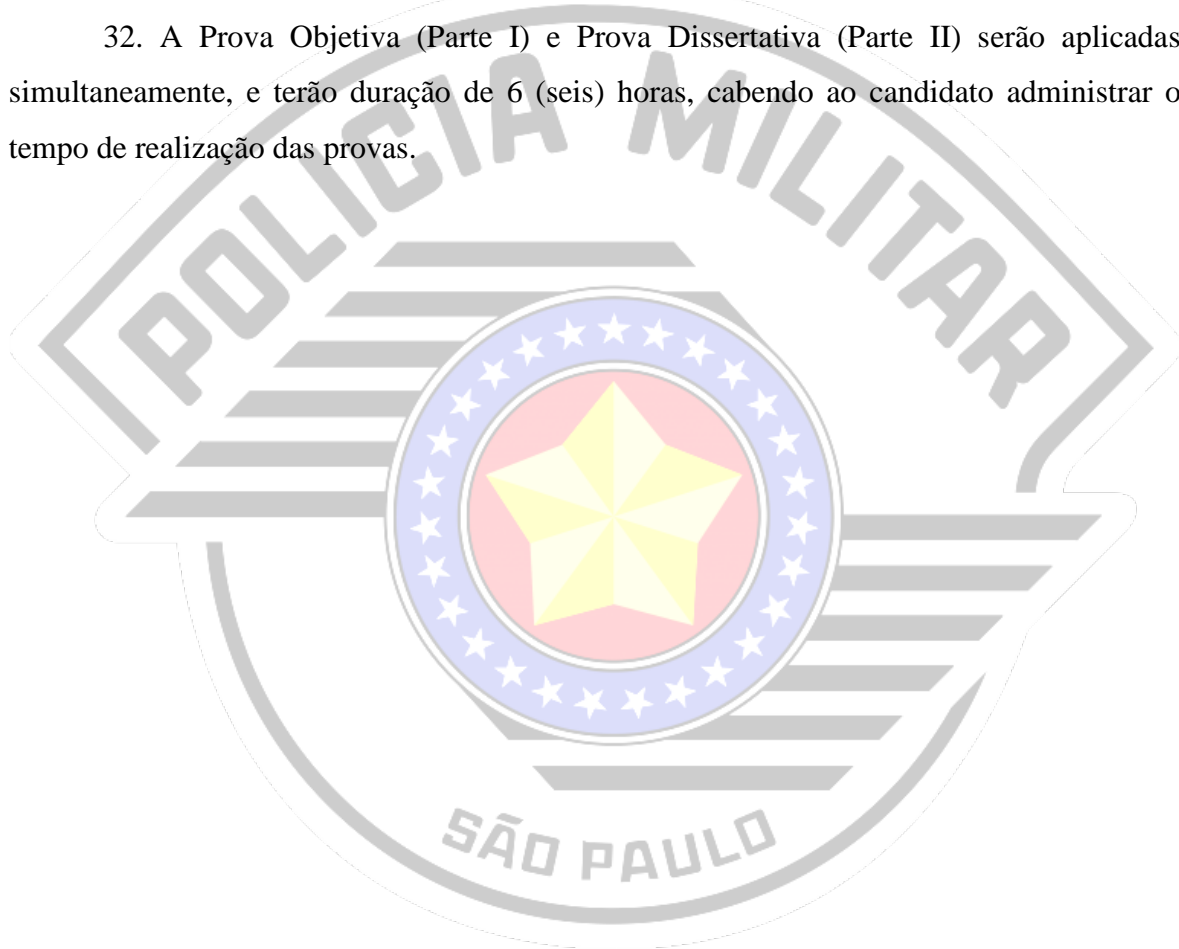 32. A Prova Objetiva (Parte I) e Prova Dissertativa (Parte II) serão aplicadas
simultaneamente, e terão duração de 6 (seis) horas, cabendo ao candidato administrar o
tempo de realização das provas.
POLÍCIA MILITAR
SÃO PAULO